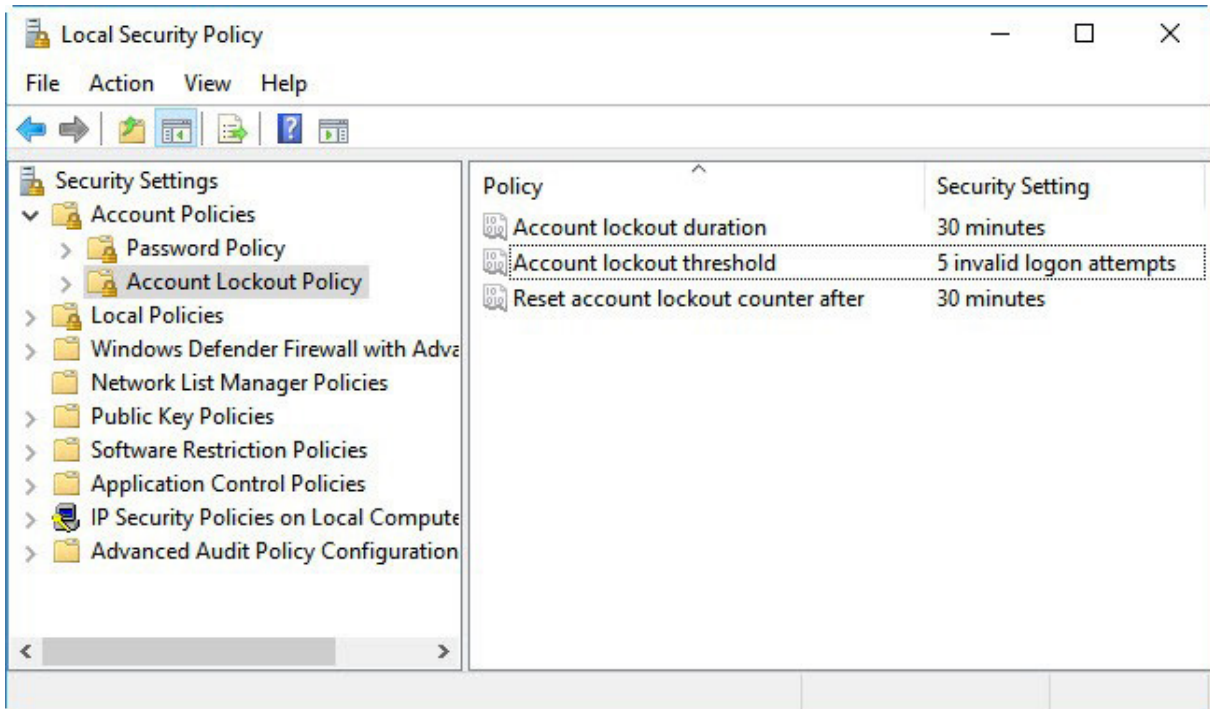 Local Security Policy
File Action View Help
Security Settings
Account Policies
Password Policy
Account Lockout Policy
Local Policies
Windows Defender Firewall with Adva
Network List Manager Policies
Public Key Policies
Software Restriction Policies
Application Control Policies
IP Security Policies on Local Compute
Advanced Audit Policy Configuration
Policy Security Setting
Account lockout duration 30 minutes
Account lockout threshold 5 invalid logon attempts
Reset account lockout counter after 30 minutes